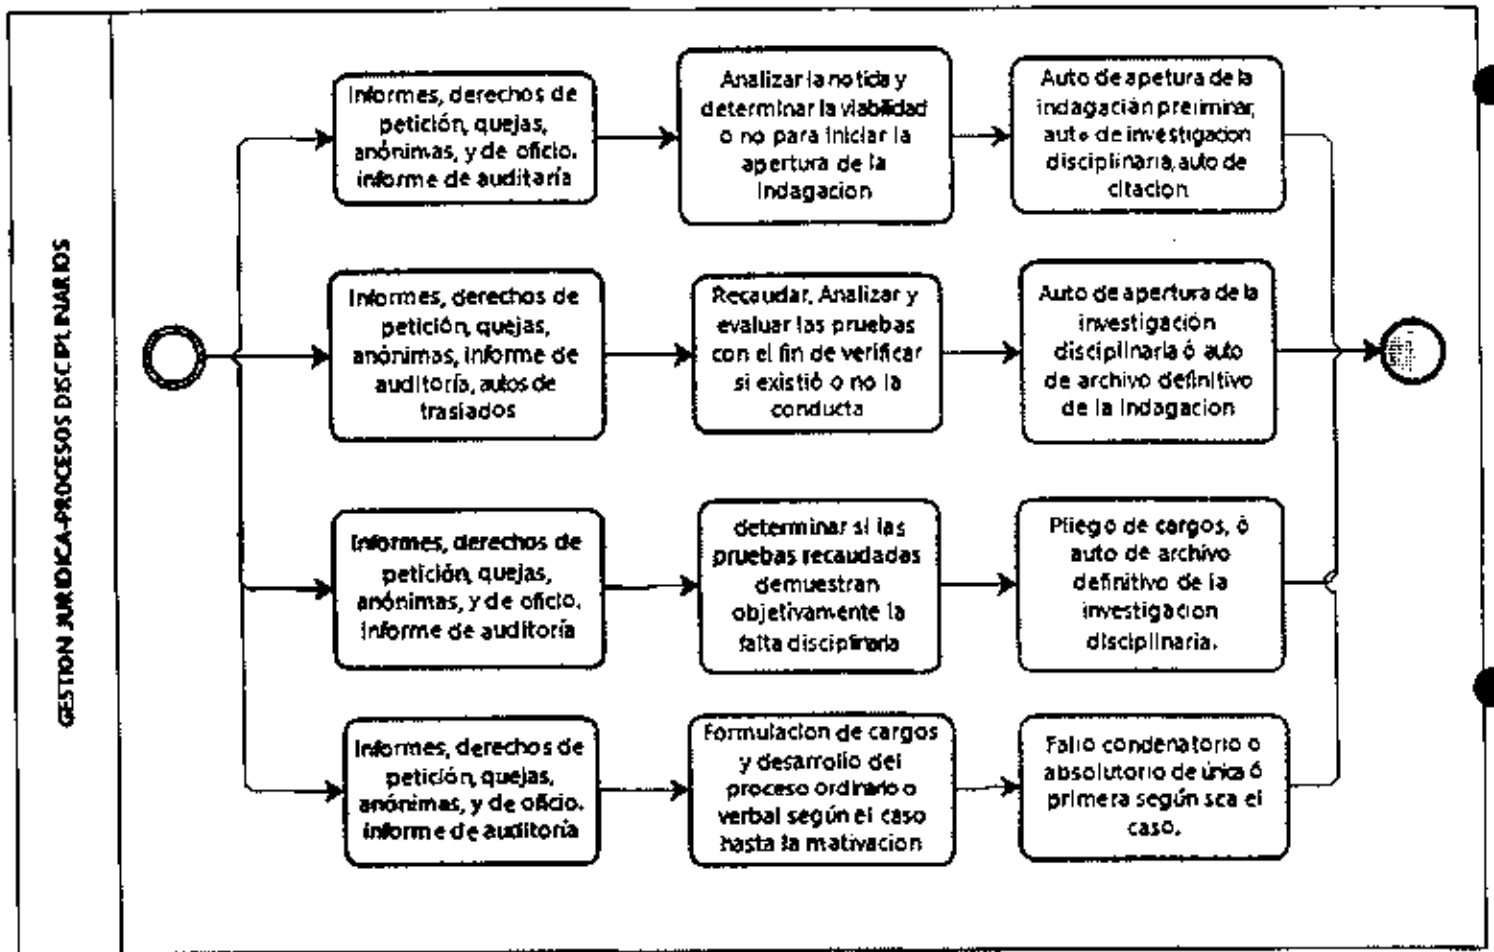 GESTION JURIDICA-PROCESOS DISCIPLINARIOS
Informes, derechos de
petición, quejas,
anónimas, y de oficio.
informe de auditaría
Analizar la noticia y
determinar la viabilidad
o no para iniciar la
apertura de la
Indagacion
Auto de apetura de la
indagación preliminar,
auto de investigacion
disciplinaria, auto de
citacion.
Informes, derechos de
petición, quejas,
anónimas, informe de
auditoría, autos de
traslados
Recaudar, Analizar y
evaluar las pruebas
con el fin de verificar
si existió o no la
conducta
Auto de apertura de la
investigación
disciplinaria ó auto
de archivo definitivo
de la Indagacion
Informes, derechos de
petición, quejas,
anónimas, y de oficio.
informe de auditoría
determinar si las
pruebas recaudadas
demuestran
objetivamente la
falta disciplinaria
Pliego de cargos, ó
auto de archivo
definitivo de la
investigacion
disciplinaria.
Informes, derechos de
petición, quejas,
anónimas, y de oficio.
informe de auditoría
Formulacion de cargos
y desarrollo del
proceso ordinario o
verbal según el caso
hasta la mativacion
Fallo condenatorio o
absolutorio de única ó
primera según sea el
caso.